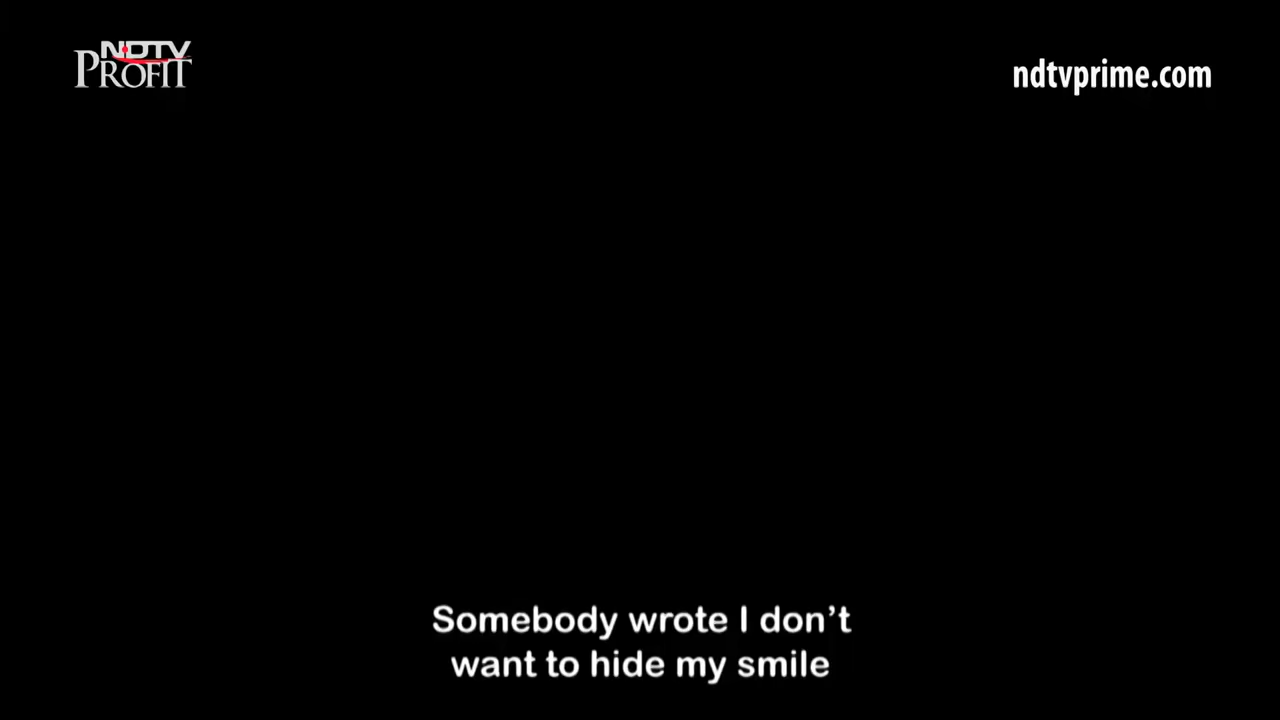 NDTV
PROFIT
ndtvprime.com
Somebody wrote I don’t
want to hide my smile